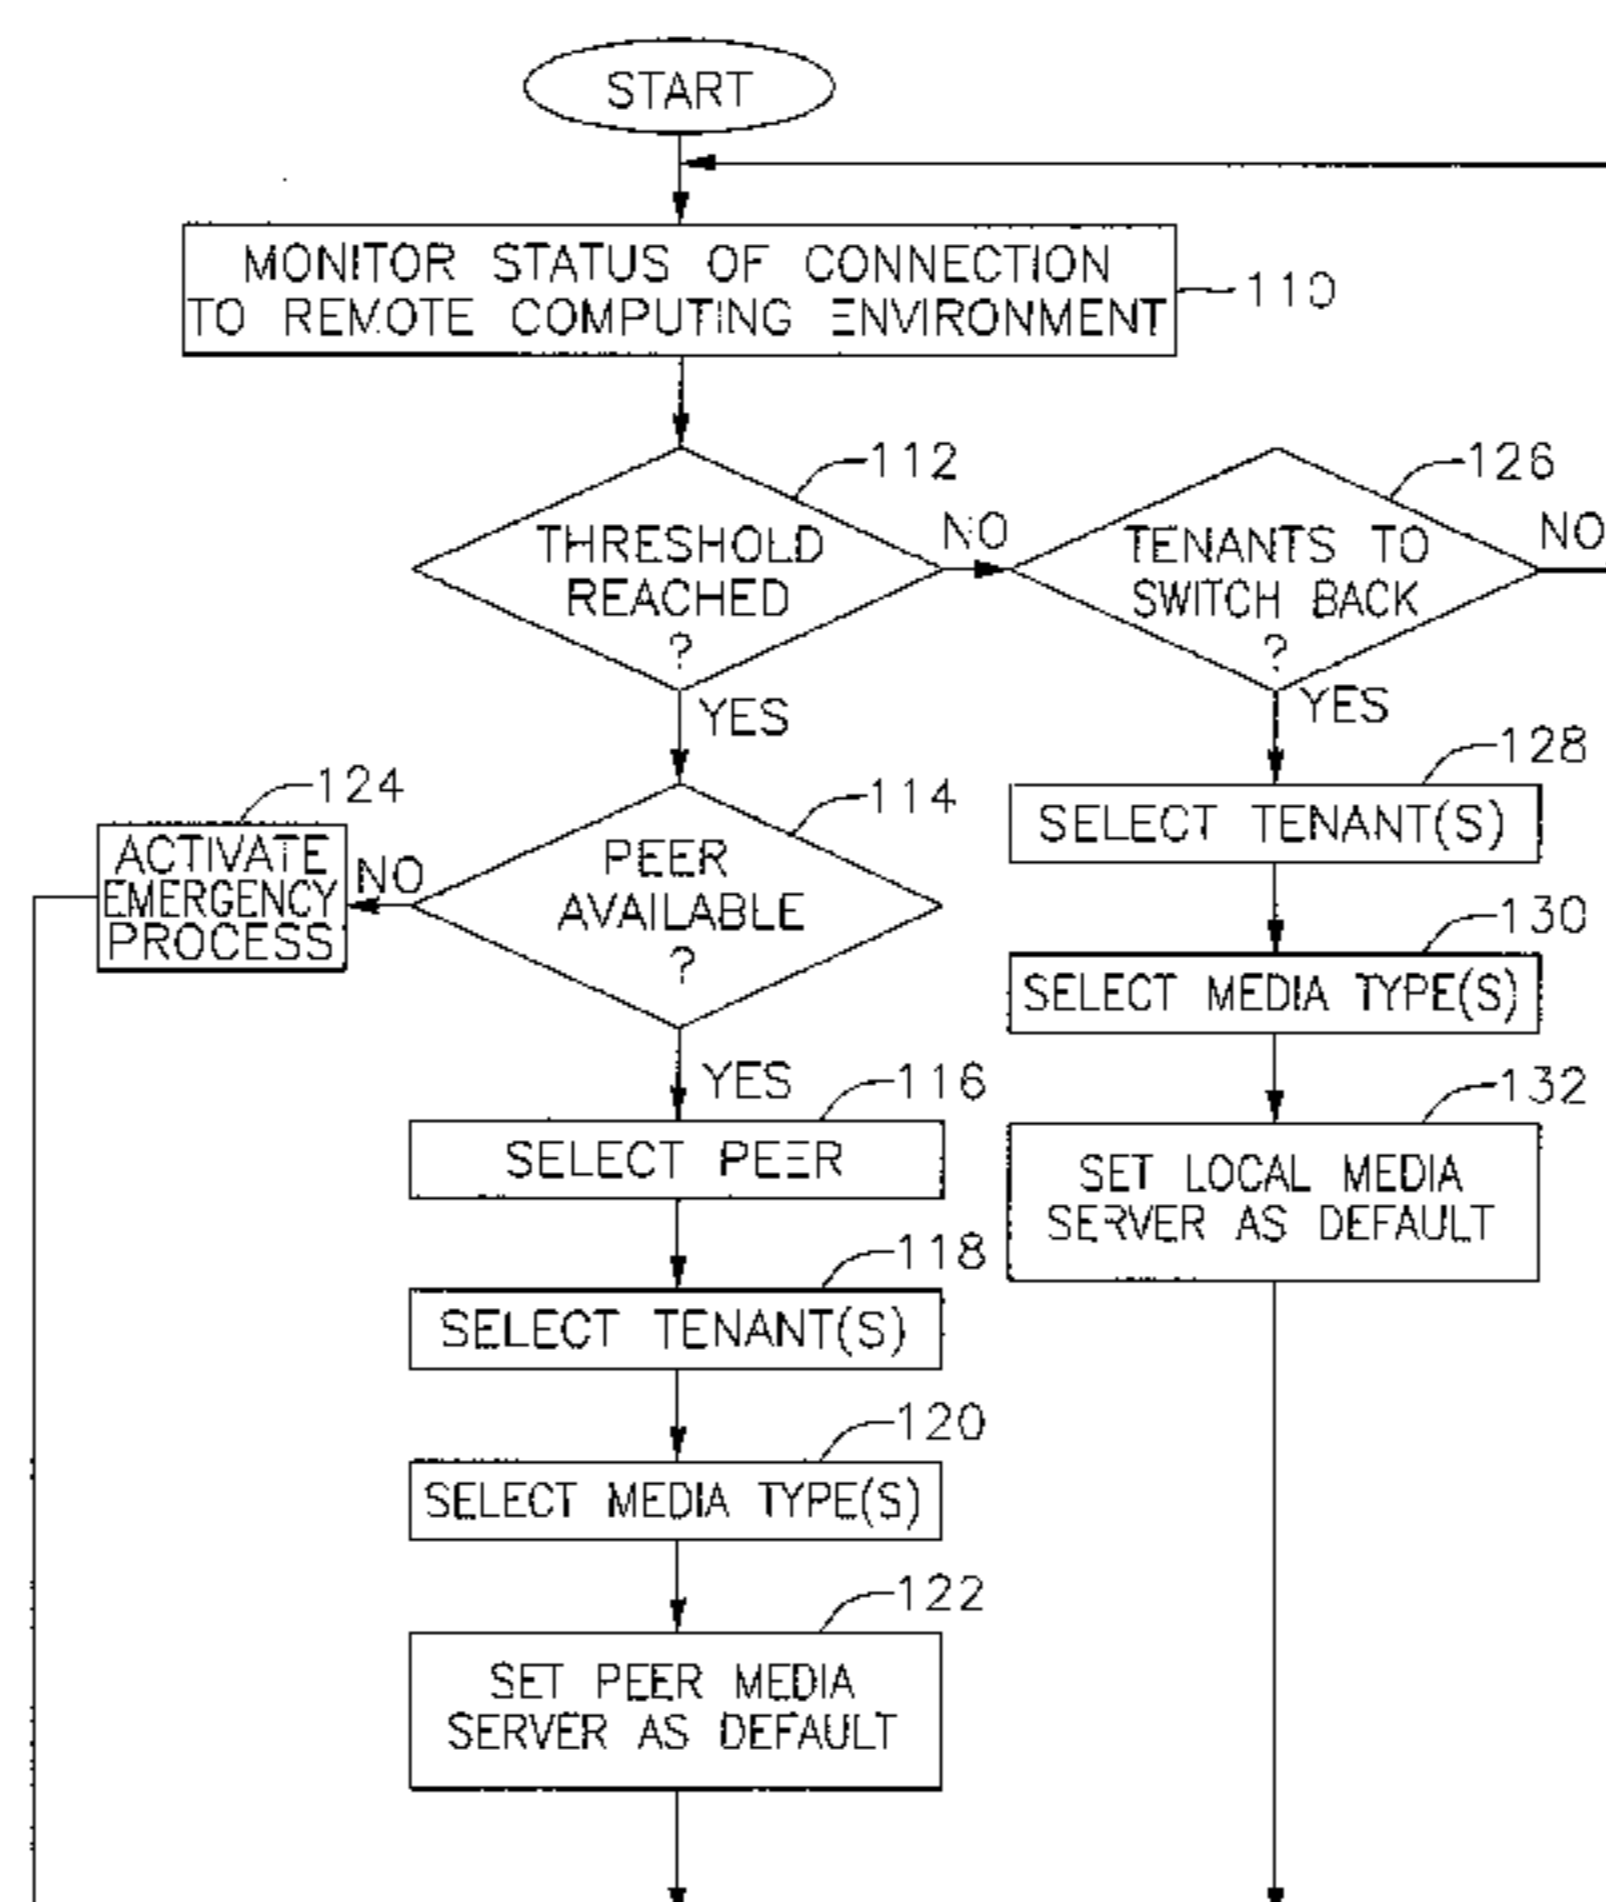 START
MONITOR STATUS OF CONNECTION
TO REMOTE COMPUTING ENVIRONMENT
110
112
THRESHOLD
REACHED
?
NO
126
TENANTS TO
SWITCH BACK
?
NO
YES
YES
124
ACTIVATE
EMERGENCY
PROCESS
NO
114
PEER
AVAILABLE
?
128
SELECT TENANT(S)
130
SELECT MEDIA TYPE(S)
YES
116
SELECT PEER
132
SET LOCAL MEDIA
SERVER AS DEFAULT
118
SELECT TENANT(S)
120
SELECT MEDIA TYPE(S)
122
SET PEER MEDIA
SERVER AS DEFAULT